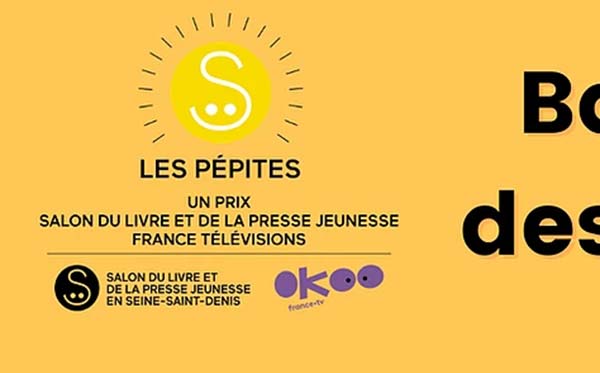 LES PÉPITES
UN PRIX
SALON DU LIVRE ET DE LA PRESSE JEUNESSE
FRANCE TÉLÉVISIONS
SALON DU LIVRE ET
DE LA PRESSE JEUNESSE
EN SEINE-SAINT-DENIS
OKOO
france•tv
Bo
des